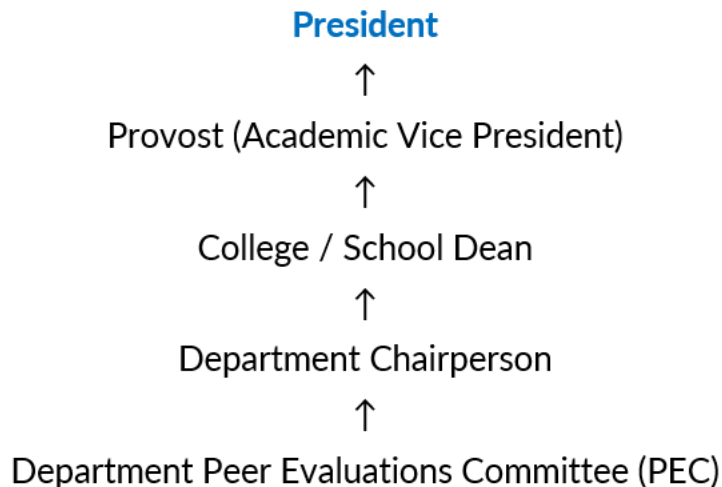 President
↑
Provost (Academic Vice President)
↑
College / School Dean
↑
Department Chairperson
↑
Department Peer Evaluations Committee (PEC)